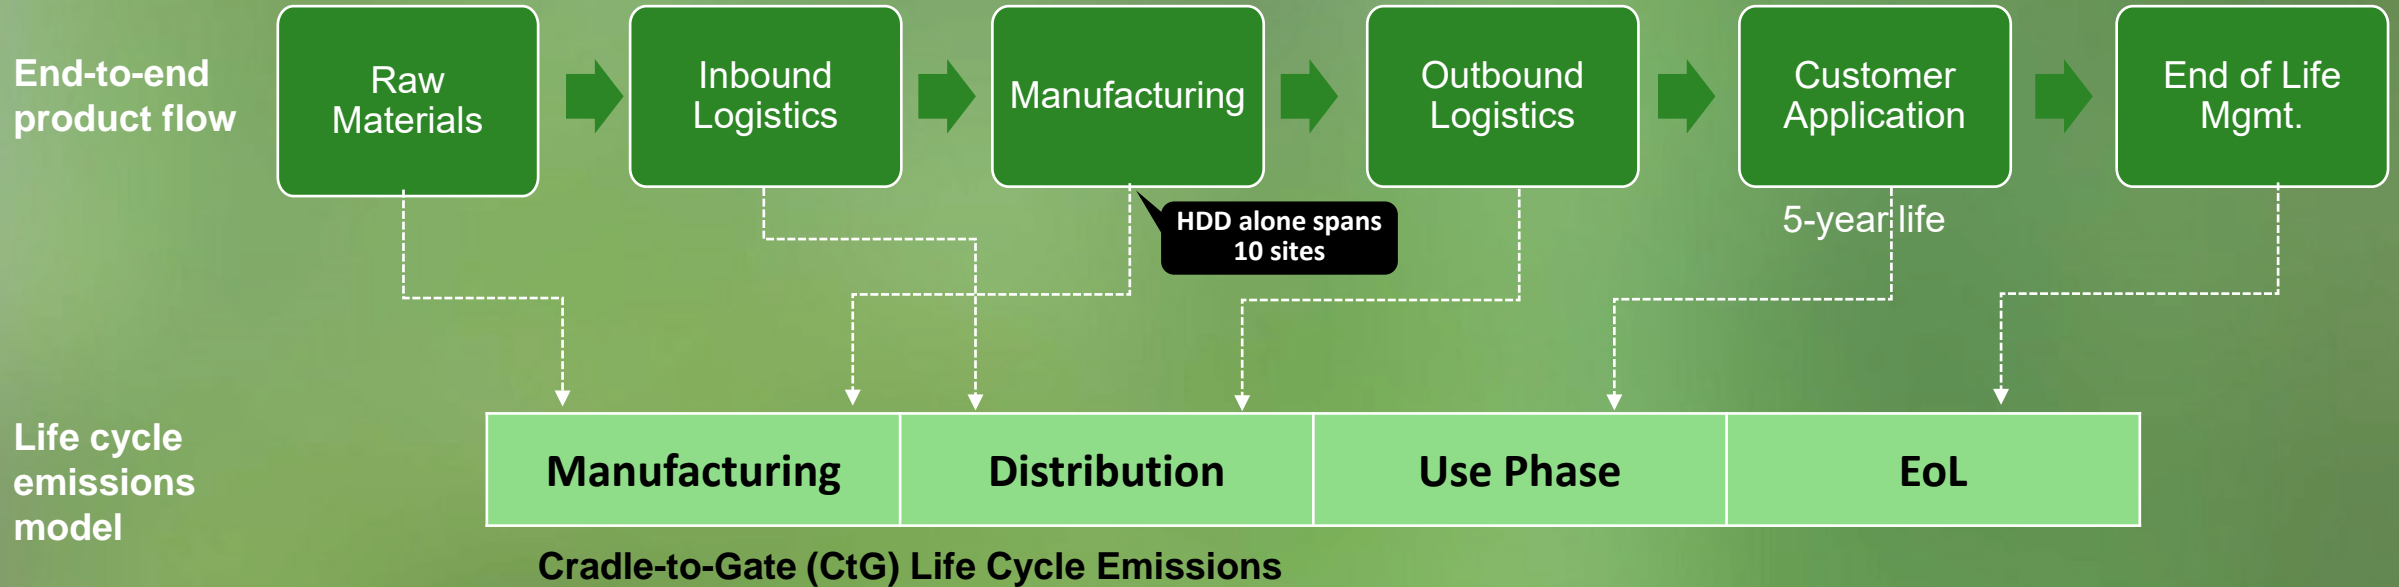 End-to-end
product flow
Raw
Materials
Inbound
Logistics
Manufacturing
Outbound
Logistics
Customer
Application
End of Life
Mgmt.
HDD alone spans
10 sites
5-year life
Life cycle
emissions
model
Manufacturing
Distribution
Use Phase
EoL
Cradle-to-Gate (CtG) Life Cycle Emissions